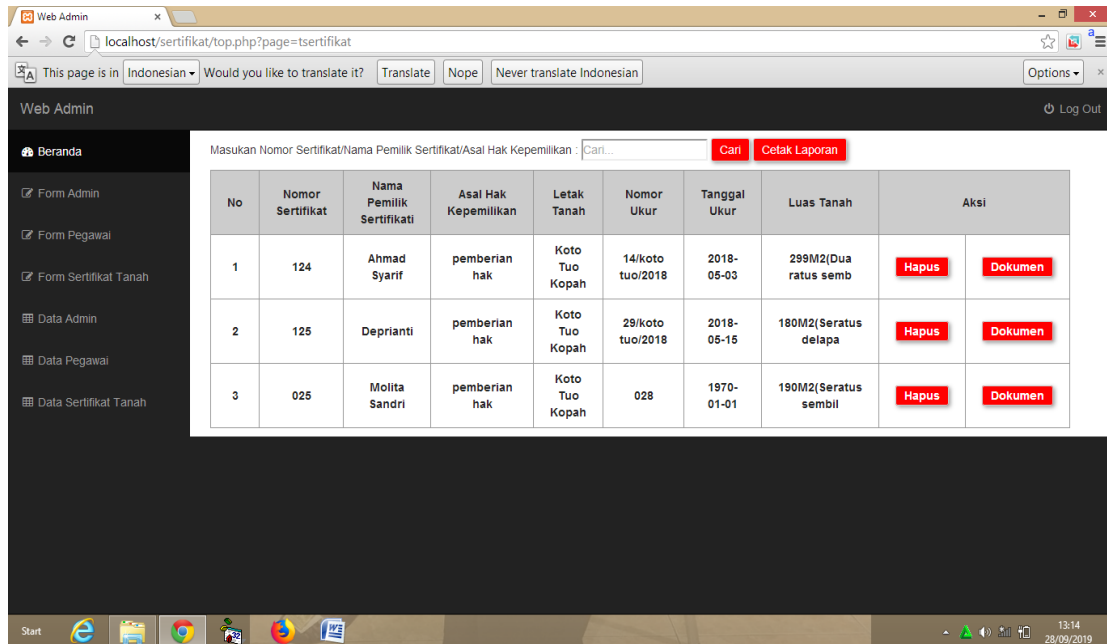 Web Admin
localhost/sertifikat/top.php?page=tsertifikat
This page is in Indonesian Would you like to translate it? Translate Nope Never translate Indonesian Options
Web Admin Log Out
Beranda
Form Admin
Form Pegawai
Form Sertifikat Tanah
Data Admin
Data Pegawai
Data Sertifikat Tanah
Masukan Nomor Sertifikat/Nama Pemilik Sertifikat/Asal Hak Kepemilikan : Cari... Cari Cetak Laporan
No
Nomor
Sertifikat
Nama
Pemilik
Sertifikati
Asal Hak
Kepemilikan
Letak
Tanah
Nomor
Ukur
Tanggal
Ukur
Luas Tanah
Aksi
1
124
Ahmad
Syarif
pemberian
hak
Koto
Tuo
Kopah
14/koto
tuo/2018
2018-
05-03
299M2(Dua
ratus semb
Hapus
Dokumen
2
125
Deprianti
pemberian
hak
Koto
Tuo
Kopah
29/koto
tuo/2018
2018-
05-15
180M2(Seratus
delapa
Hapus
Dokumen
3
025
Molita
Sandri
pemberian
hak
Koto
Tuo
Kopah
028
1970-
01-01
190M2(Seratus
sembil
Hapus
Dokumen
Start
13:14
28/09/2019